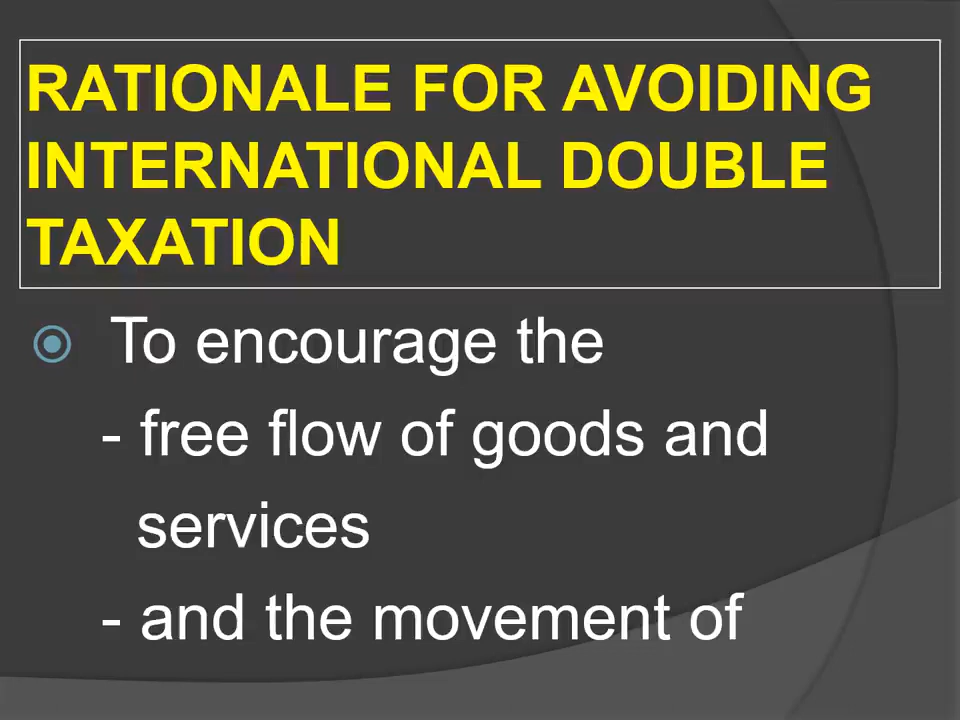 RATIONALE FOR AVOIDING
INTERNATIONAL DOUBLE
TAXATION
To encourage the
- free flow of goods and
services
- and the movement of